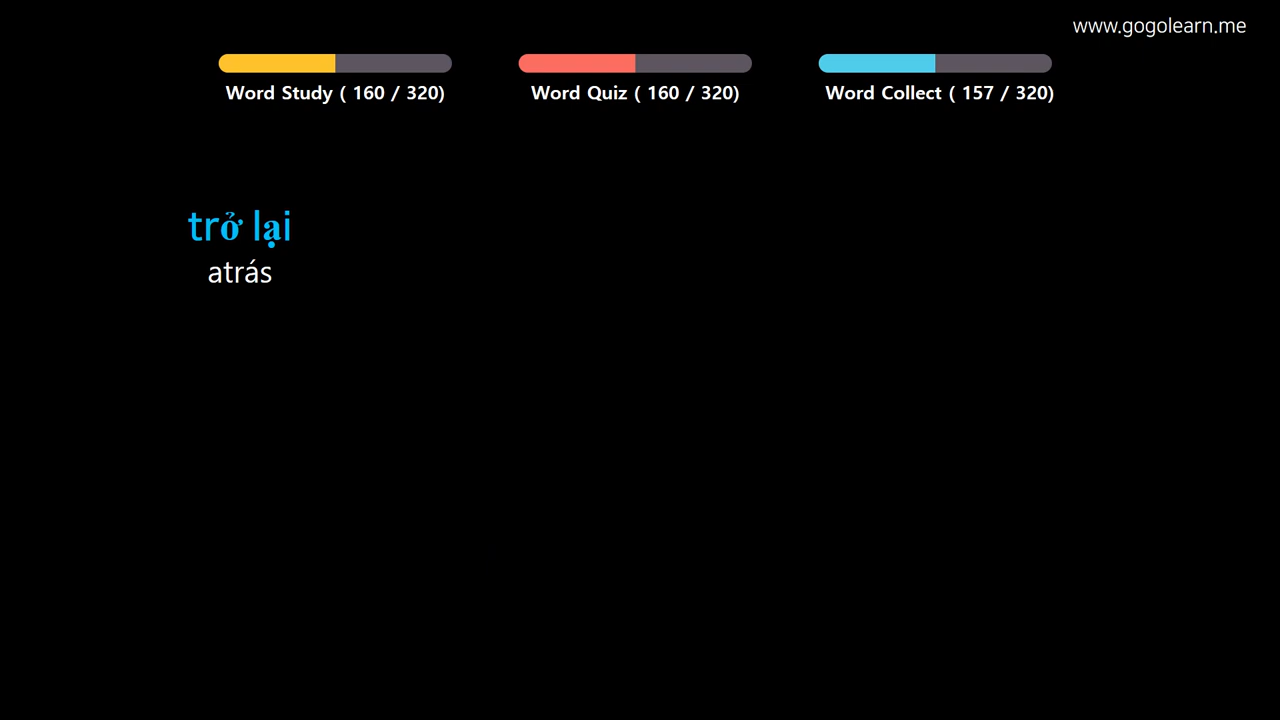 www.gogolearn.me
Word Study ( 160 / 320)
Word Quiz ( 160 / 320)
Word Collect ( 157 / 320)
trở lại
atrás